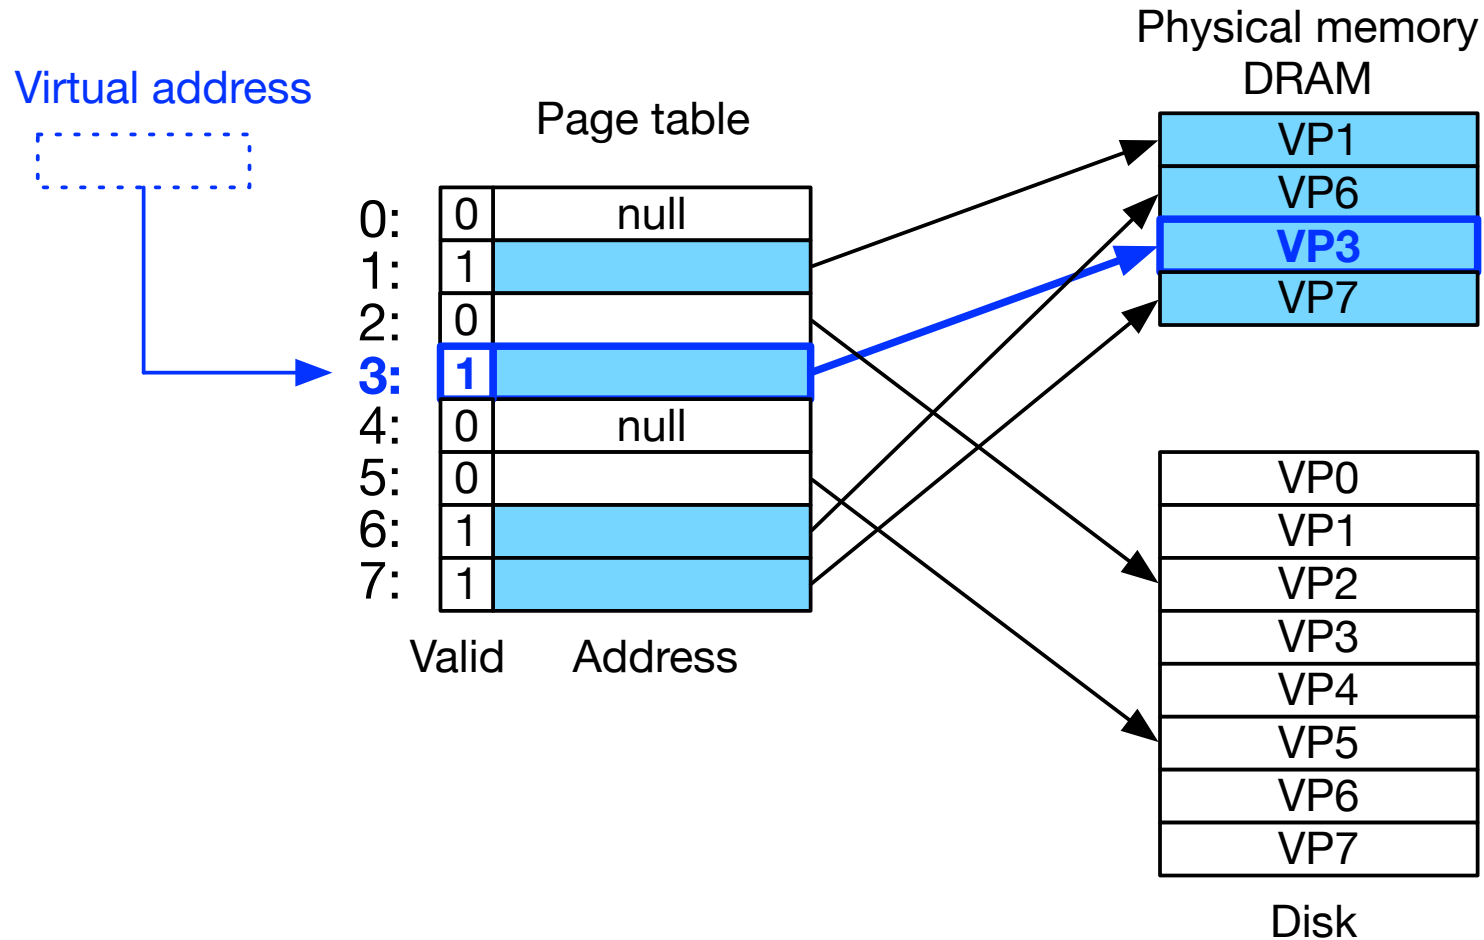 Physical memory
DRAM
Virtual address
Page table
VP1
VP6
VP3
VP7
0: 0 null
1: 1
2: 0
3: 1
4: 0 null
5: 0
6: 1
7: 1
Valid Address
VP0
VP1
VP2
VP3
VP4
VP5
VP6
VP7
Disk